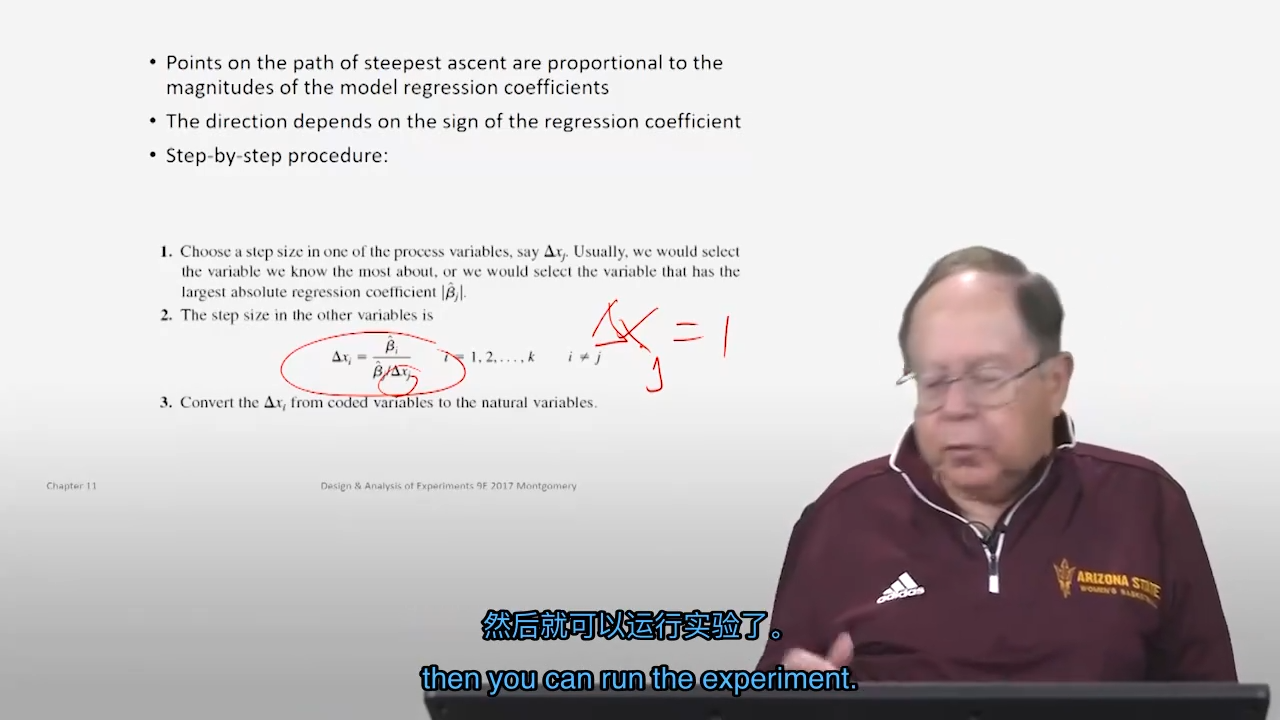 • Points on the path of steepest ascent are proportional to the
magnitudes of the model regression coefficients
• The direction depends on the sign of the regression coefficient
• Step-by-step procedure:
1. Choose a step size in one of the process variables, say Δxⱼ. Usually, we would select
the variable we know the most about, or we would select the variable that has the
largest absolute regression coefficient |β̂ⱼ|.
2. The step size in the other variables is
Δxᵢ = β̂ᵢ / (β̂ⱼ/Δxⱼ) i = 1, 2, . . . , k i ≠ j
Δxⱼ = 1
3. Convert the Δxᵢ from coded variables to the natural variables.
Chapter 11
Design & Analysis of Experiments 9E 2017 Montgomery
adidas
ARIZONA STATE
WOMEN'S BASKETBALL
然后就可以运行实验了。
then you can run the experiment.